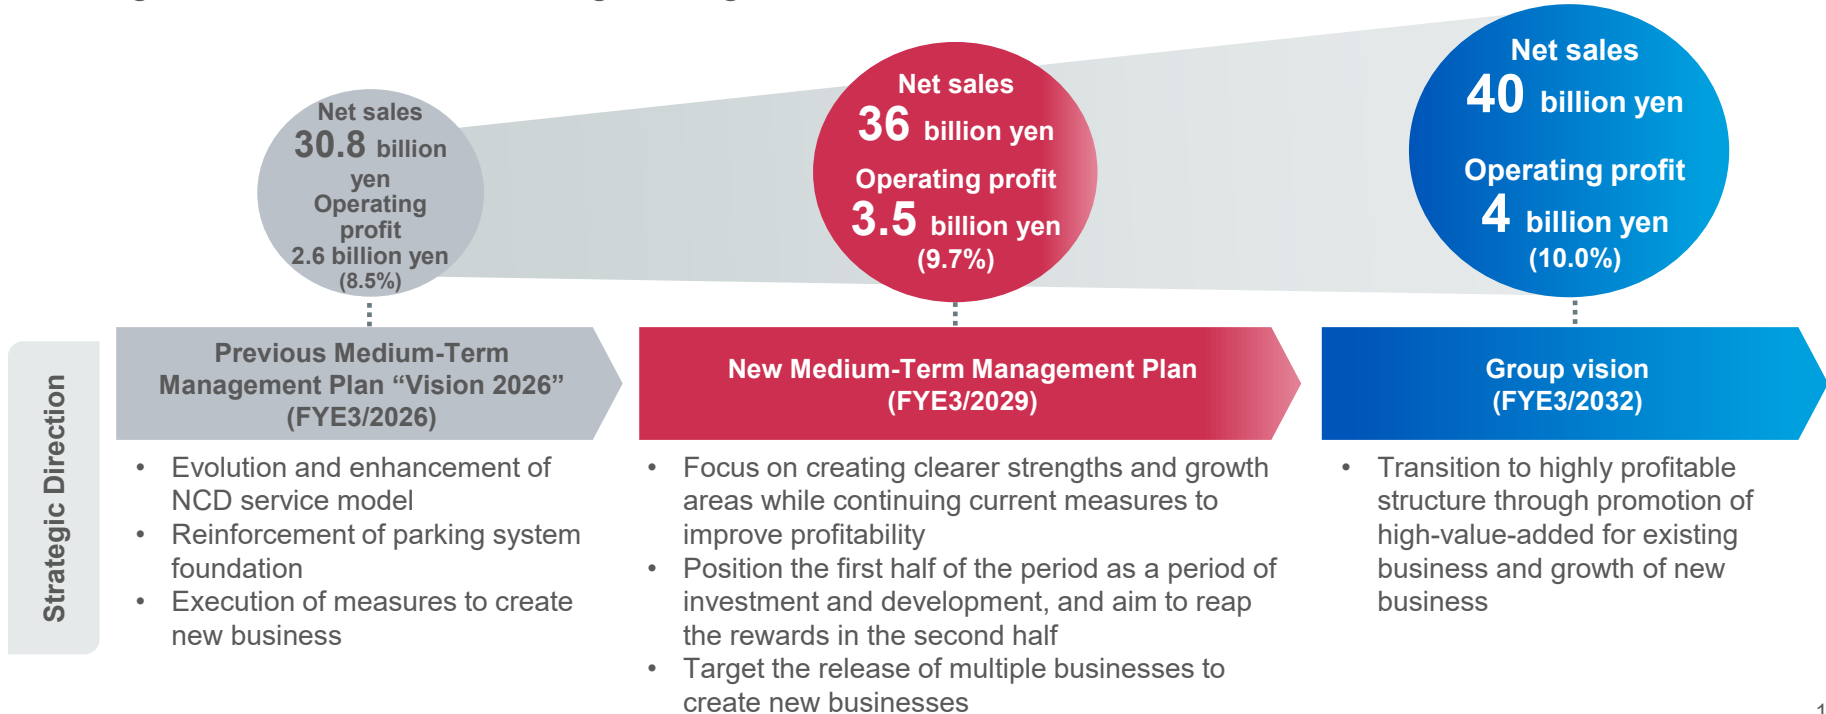 Net sales
30.8 billion
yen
Operating
profit
2.6 billion yen
(8.5%)
Net sales
36 billion yen
Operating profit
3.5 billion yen
(9.7%)
Net sales
40 billion yen
Operating profit
4 billion yen
(10.0%)
Strategic Direction
Previous Medium-Term
Management Plan “Vision 2026”
(FYE3/2026)
• Evolution and enhancement of
NCD service model
• Reinforcement of parking system
foundation
• Execution of measures to create
new business
New Medium-Term Management Plan
(FYE3/2029)
• Focus on creating clearer strengths and growth
areas while continuing current measures to
improve profitability
• Position the first half of the period as a period of
investment and development, and aim to reap
the rewards in the second half
• Target the release of multiple businesses to
create new businesses
Group vision
(FYE3/2032)
• Transition to highly profitable
structure through promotion of
high-value-added for existing
business and growth of new
business